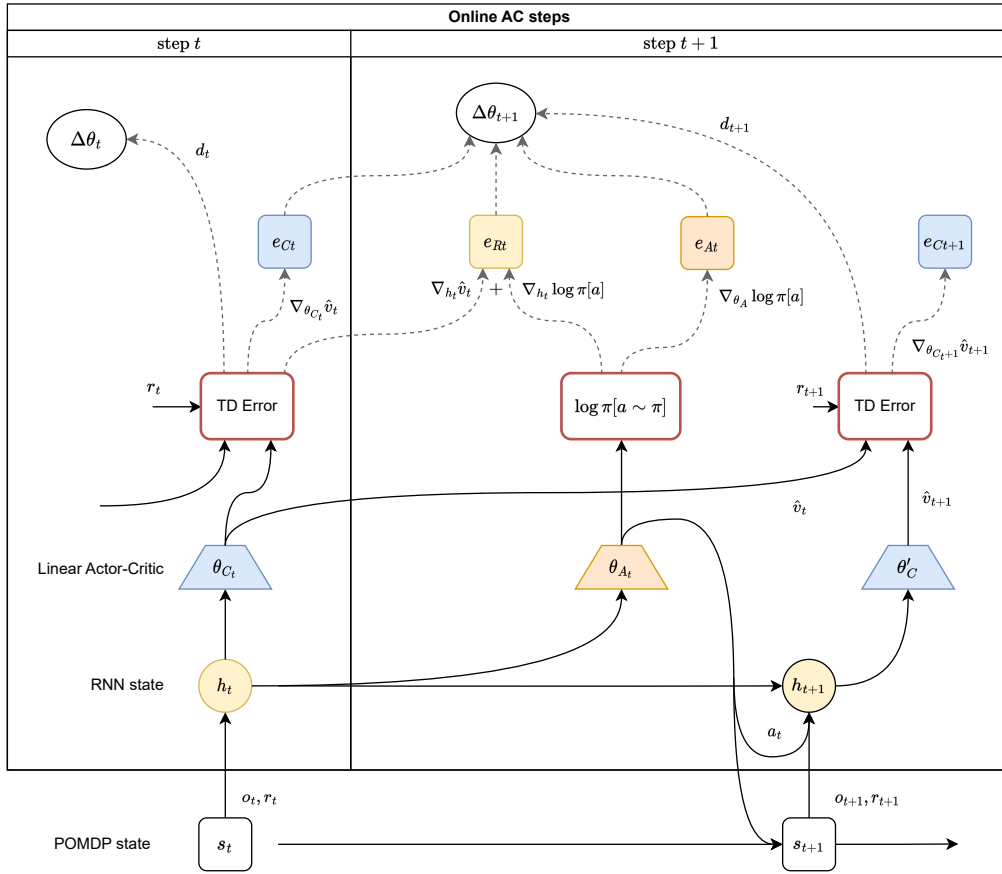 Online AC steps
step t
step t + 1
Δθ_t
d_t
Δθ_{t+1}
d_{t+1}
e_{Ct}
e_{Rt}
e_{At}
e_{Ct+1}
∇_{θ_{C_t}} v̂_t
∇_{h_t} v̂_t + ∇_{h_t} log π[a]
∇_{θ_A} log π[a]
∇_{θ_{C_t+1}} v̂_{t+1}
r_t
TD Error
log π[a ∼ π]
r_{t+1}
TD Error
v̂_t
v̂_{t+1}
Linear Actor-Critic
θ_{C_t}
θ_{A_t}
θ'_C
RNN state
h_t
h_{t+1}
a_t
o_t, r_t
o_{t+1}, r_{t+1}
POMDP state
s_t
s_{t+1}